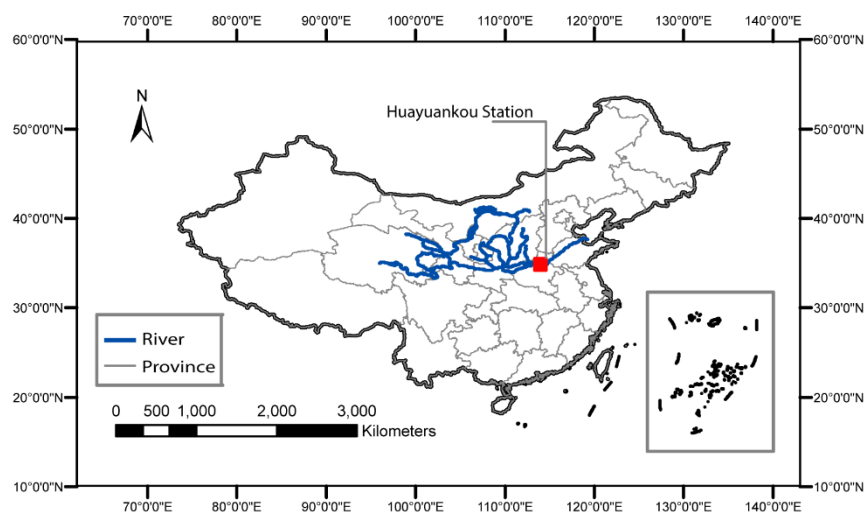 70°0'0"E 80°0'0"E 90°0'0"E 100°0'0"E 110°0'0"E 120°0'0"E 130°0'0"E 140°0'0"E
60°0'0"N 60°0'0"N
N
Huayuankou Station
50°0'0"N 50°0'0"N
40°0'0"N 40°0'0"N
30°0'0"N 30°0'0"N
River
Province
20°0'0"N 20°0'0"N
0 500 1,000 2,000 3,000
Kilometers
10°0'0"N 10°0'0"N
70°0'0"E 80°0'0"E 90°0'0"E 100°0'0"E 110°0'0"E 120°0'0"E 130°0'0"E 140°0'0"E